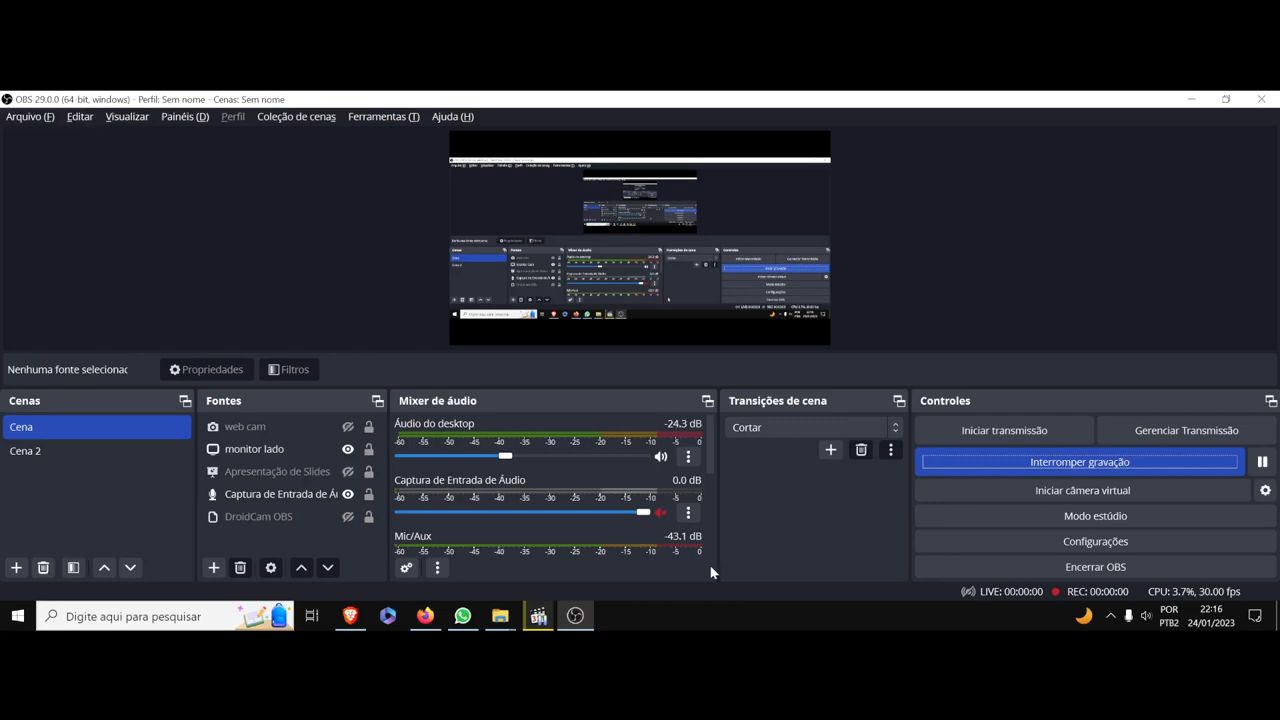 OBS 29.0.0 (64-bit, windows) - Perfil: Sem nome - Cenas: Sem nome
Arquivo (F) Editar Visualizar Painéis (D) Perfil Coleção de cenas Ferramentas (T) Ajuda (H)
Nenhuma fonte selecionac Propriedades Filtros
Cenas
Cena
Cena 2
Fontes
web cam
monitor lado
Apresentação de Slides
Captura de Entrada de Áu
DroidCam OBS
Mixer de áudio
Áudio do desktop -24.3 dB
-60 -55 -50 -45 -40 -35 -30 -25 -20 -15 -10 -5 0
Captura de Entrada de Áudio 0.0 dB
-60 -55 -50 -45 -40 -35 -30 -25 -20 -15 -10 -5 0
Mic/Aux -43.1 dB
-60 -55 -50 -45 -40 -35 -30 -25 -20 -15 -10 -5 0
Transições de cena
Cortar
Controles
Iniciar transmissão Gerenciar Transmissão
Interromper gravação
Iniciar câmera virtual
Modo estúdio
Configurações
Encerrar OBS
LIVE: 00:00:00 REC: 00:00:00 CPU: 3.7%, 30.00 fps
Digite aqui para pesquisar
POR
PTB2
22:16
24/01/2023